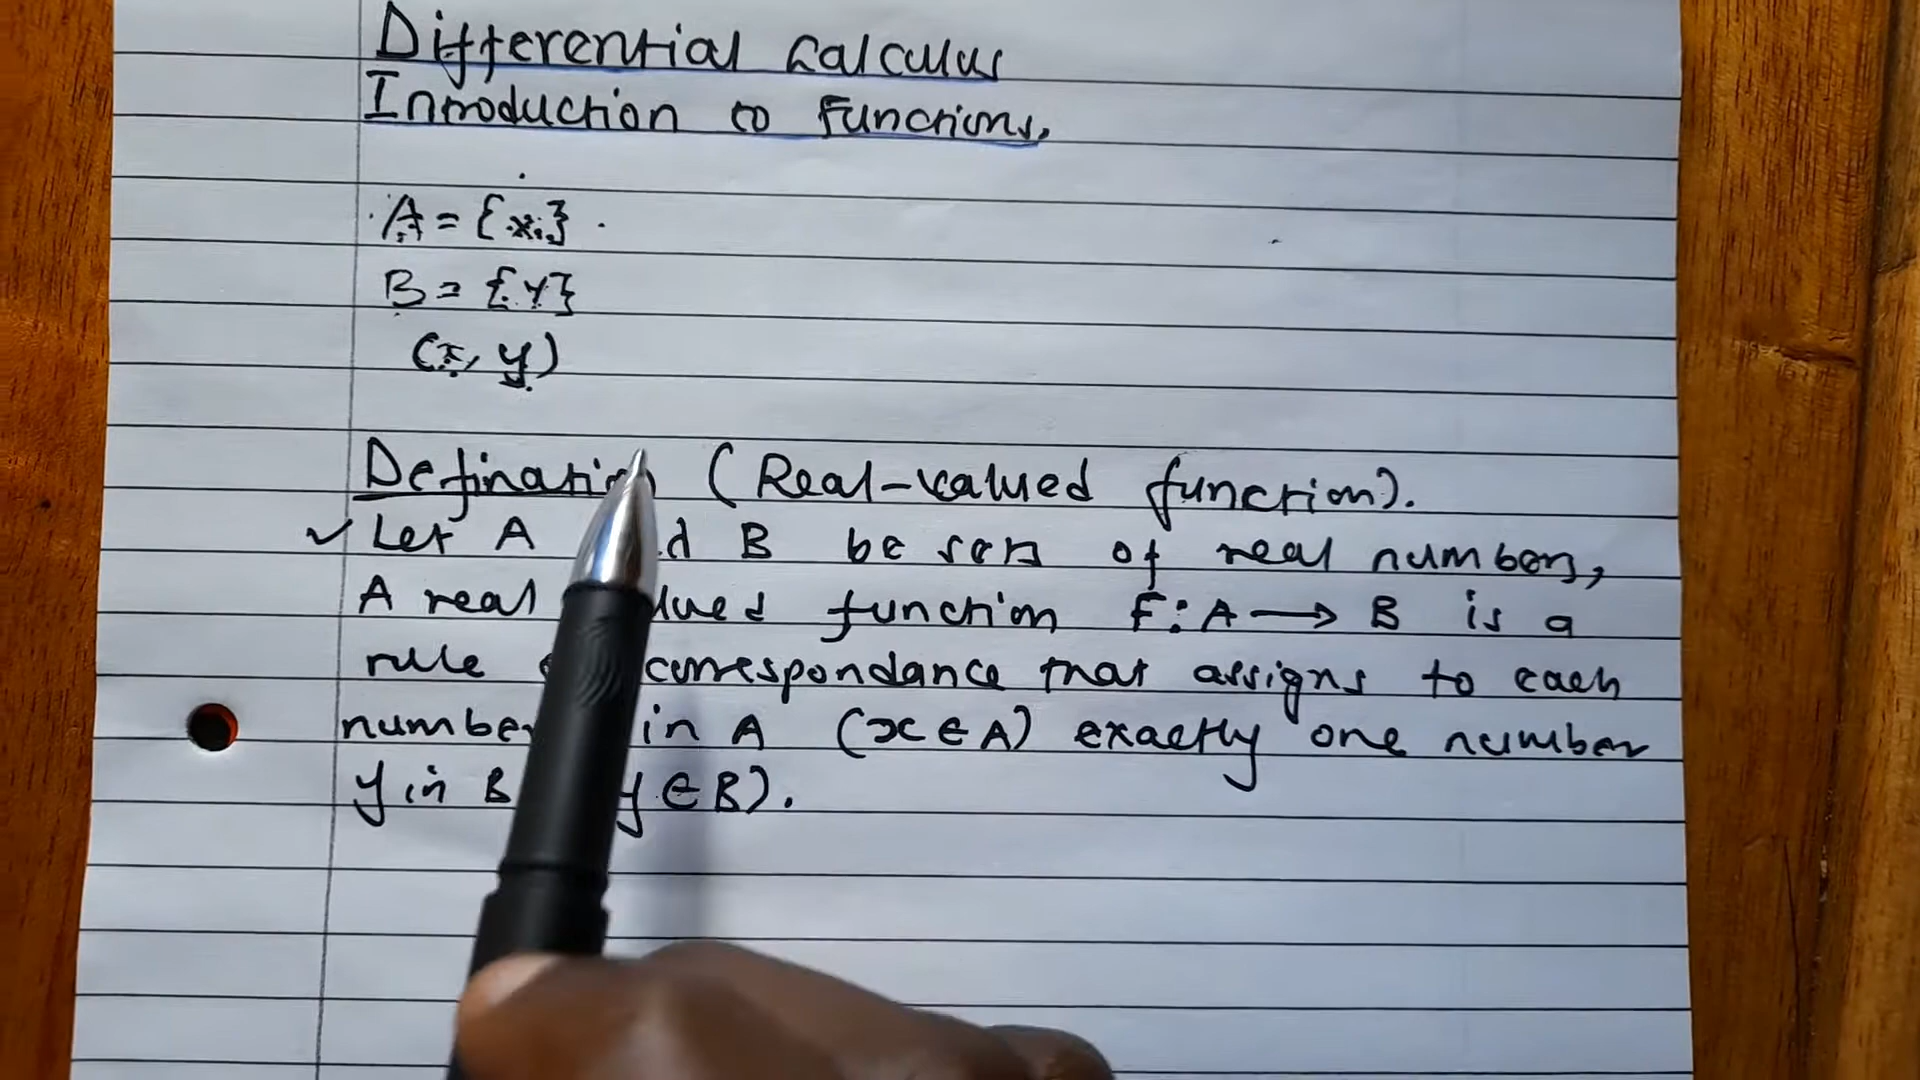 Differential Calculus
Introduction to Functions.
A = {x}
B = {Y}
(x, y)
Defination (Real-valued function).
✓ Let A B be sets of real numbers,
A real function F: A → B is a
rule correspondance that assigns to each
number in A (x ∈ A) exactly one number
y in B y ∈ B).